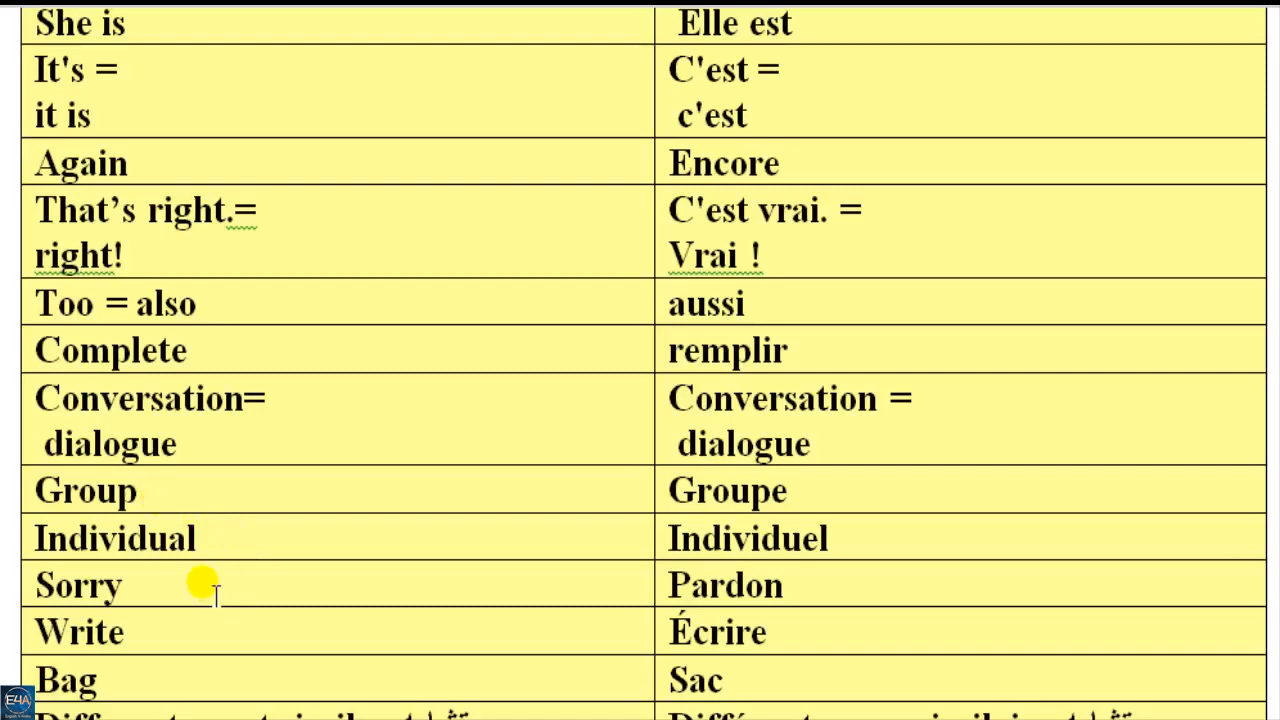 She is
Elle est
It's =
it is
C'est =
c'est
Again
Encore
That’s right.=
right!
C'est vrai. =
Vrai !
Too = also
aussi
Complete
remplir
Conversation=
dialogue
Conversation =
dialogue
Group
Groupe
Individual
Individuel
Sorry
Pardon
Write
Écrire
Bag
Sac
E4A